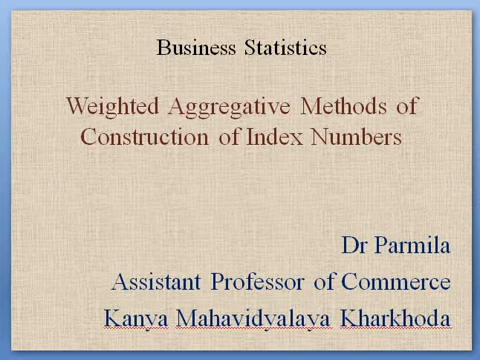 Business Statistics
Weighted Aggregative Methods of
Construction of Index Numbers
Dr Parmila
Assistant Professor of Commerce
Kanya Mahavidyalaya Kharkhoda